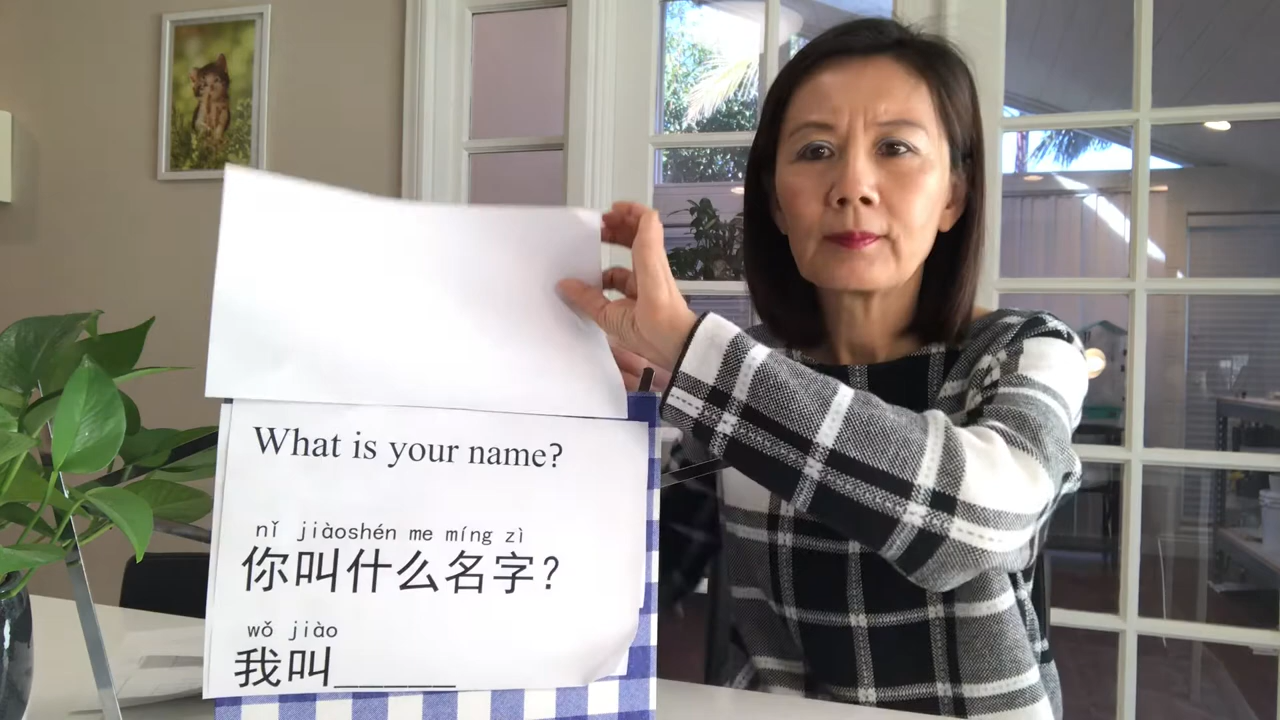 What is your name?
nǐ jiàoshén me míng zì
你叫什么名字?
wǒ jiào
我叫______